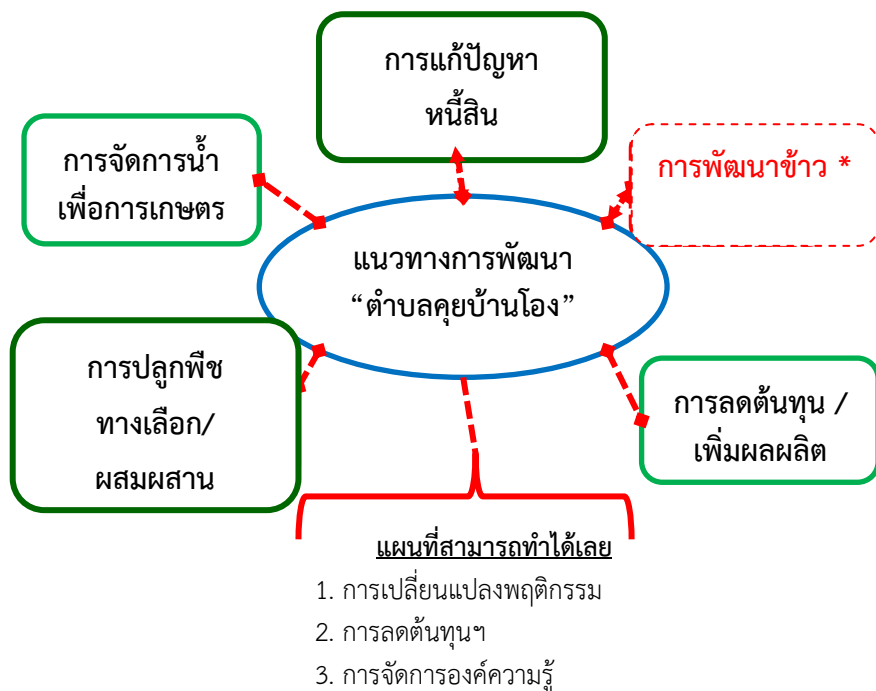 การแก้ปัญหา
หนี้สิน
การจัดการน้ำ
เพื่อการเกษตร
การพัฒนาข้าว *
แนวทางการพัฒนา
“ตำบลคุยบ้านโอง”
การปลูกพืช
ทางเลือก/
ผสมผสาน
การลดต้นทุน /
เพิ่มผลผลิต
แผนที่สามารถทำได้เลย
1. การเปลี่ยนแปลงพฤติกรรม
2. การลดต้นทุนฯ
3. การจัดการองค์ความรู้